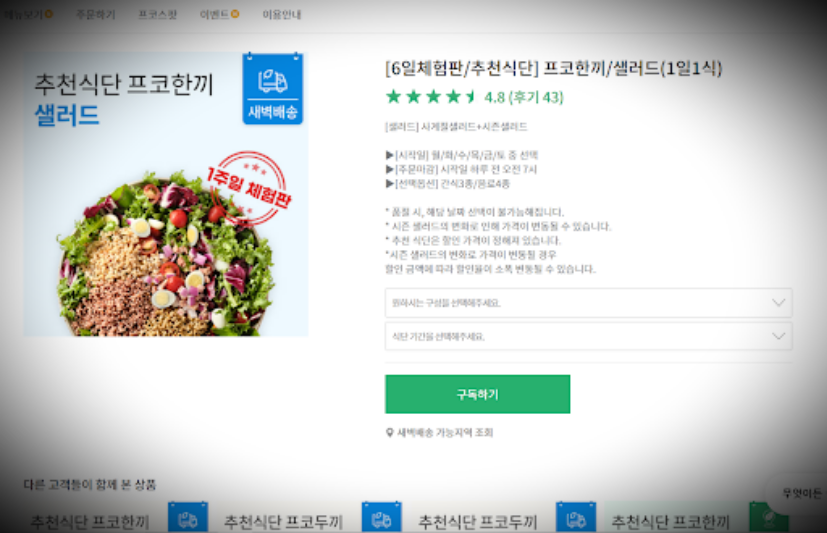 메뉴보기 주문하기 프코스팟 이벤트 이용안내
추천식단 프코한끼
샐러드
새벽배송
1주일 체험판
[6일체험판/추천식단] 프코한끼/샐러드(1일1식)
4.8 (후기 43)
[샐러드] 사계절샐러드+시즌샐러드
▶[시작일] 월/화/수/목/금/토 중 선택
▶[주문마감] 시작일 하루 전 오전 7시
▶[선택옵션] 간식3종/음료4종
* 품절 시, 해당 날짜 선택이 불가능해집니다.
* 시즌 샐러드의 변화로 인해 가격이 변동될 수 있습니다.
* 추천 식단은 할인 가격이 정해져 있습니다.
*시즌 샐러드의 변화로 가격이 변동될 경우
할인 금액에 따라 할인율이 소폭 변동될 수 있습니다.
원하시는 구성을 선택해주세요.
식단 기간을 선택해주세요.
구독하기
새벽배송 가능지역 조회
다른 고객들이 함께 본 상품
무엇이든
추천식단 프코한끼 추천식단 프코두끼 추천식단 프코두끼 추천식단 프코한끼